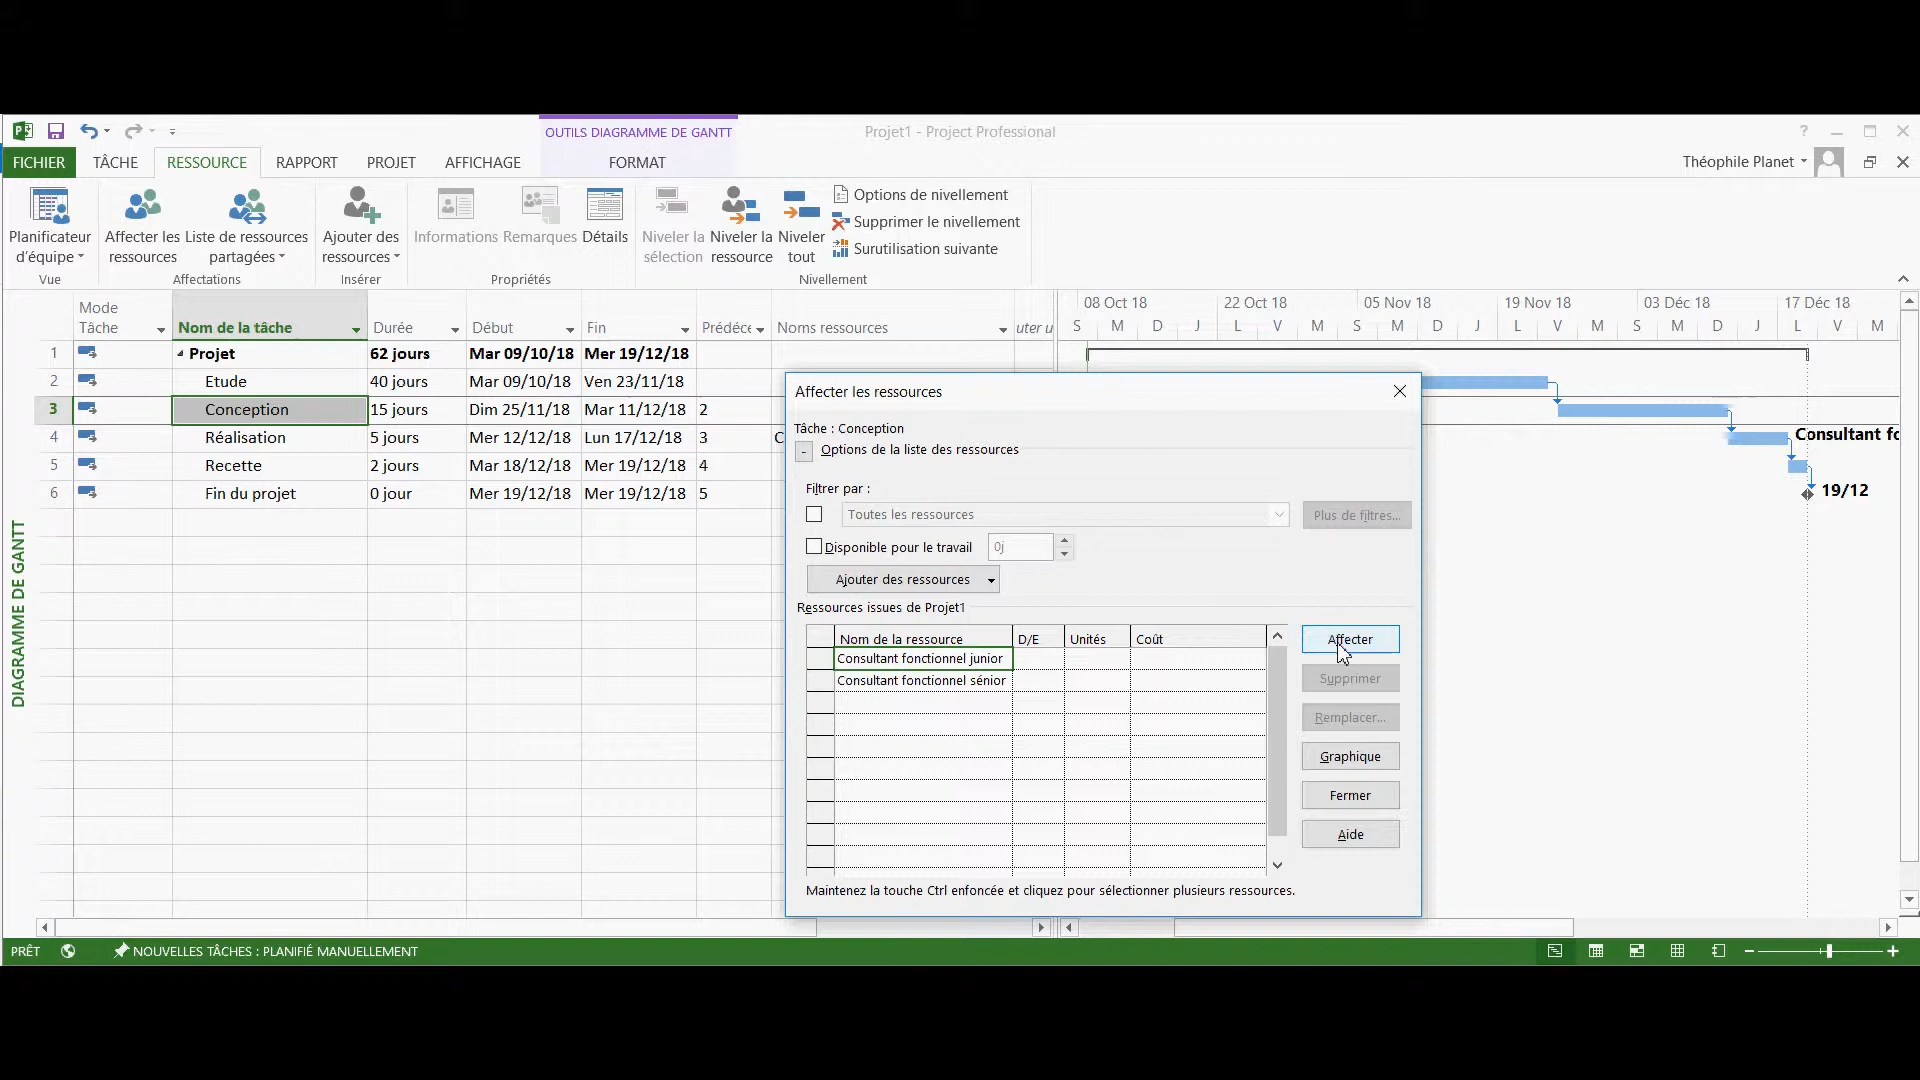 OUTILS DIAGRAMME DE GANTT
Projet1 - Project Professional
?
FICHIER TÂCHE RESSOURCE RAPPORT PROJET AFFICHAGE FORMAT
Théophile Planet
Planificateur d'équipe
Affecter les ressources
Liste de ressources partagées
Ajouter des ressources
Informations
Remarques
Détails
Niveler la sélection
Niveler la ressource
Niveler tout
Options de nivellement
Supprimer le nivellement
Surutilisation suivante
Vue
Affectations
Insérer
Propriétés
Nivellement
Mode Tâche
Nom de la tâche
Durée
Début
Fin
Prédéce
Noms ressources
uter u
08 Oct 18 22 Oct 18 05 Nov 18 19 Nov 18 03 Déc 18 17 Déc 18
S M D J L V M S M D J L V S M D J L V M
1 Projet 62 jours Mar 09/10/18 Mer 19/12/18
2 Etude 40 jours Mar 09/10/18 Ven 23/11/18
3 Conception 15 jours Dim 25/11/18 Mar 11/12/18 2
4 Réalisation 5 jours Mer 12/12/18 Lun 17/12/18 3 C
5 Recette 2 jours Mar 18/12/18 Mer 19/12/18 4
6 Fin du projet 0 jour Mer 19/12/18 Mer 19/12/18 5
Consultant fo
19/12
DIAGRAMME DE GANTT
Affecter les ressources
Tâche : Conception
- Options de la liste des ressources
Filtrer par :
Toutes les ressources
Plus de filtres...
Disponible pour le travail 0j
Ajouter des ressources
Ressources issues de Projet1
Nom de la ressource D/E Unités Coût
Consultant fonctionnel junior
Consultant fonctionnel sénior
Affecter
Supprimer
Remplacer...
Graphique
Fermer
Aide
Maintenez la touche Ctrl enfoncée et cliquez pour sélectionner plusieurs ressources.
PRÊT
NOUVELLES TÂCHES : PLANIFIÉ MANUELLEMENT